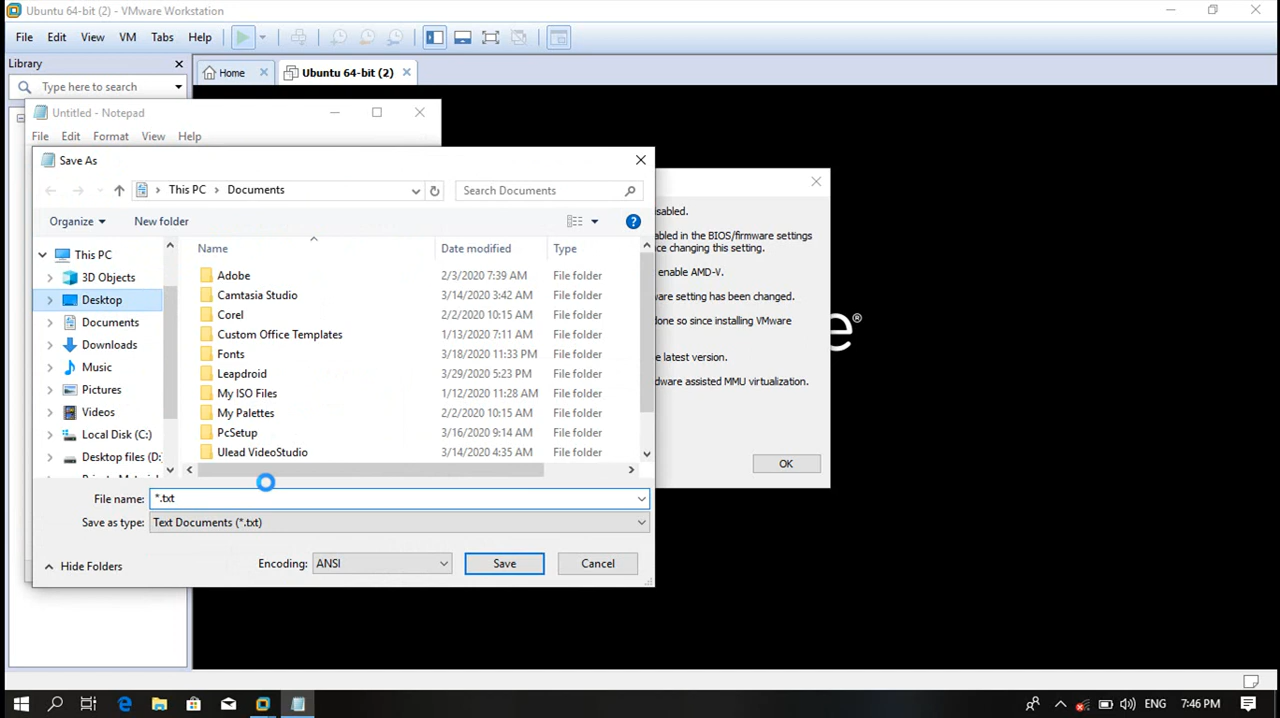 Ubuntu 64-bit (2) - VMware Workstation
File Edit View VM Tabs Help
Library
Type here to search
Home
Ubuntu 64-bit (2)
Untitled - Notepad
File Edit Format View Help
Save As
This PC > Documents
Search Documents
Organize
New folder
Name Date modified Type
This PC
3D Objects
Desktop
Documents
Downloads
Music
Pictures
Videos
Local Disk (C:)
Desktop files (D:
Adobe 2/3/2020 7:39 AM File folder
Camtasia Studio 3/14/2020 3:42 AM File folder
Corel 2/2/2020 10:15 AM File folder
Custom Office Templates 1/13/2020 7:11 AM File folder
Fonts 3/18/2020 11:33 PM File folder
Leapdroid 3/29/2020 5:23 PM File folder
My ISO Files 1/12/2020 11:28 AM File folder
My Palettes 2/2/2020 10:15 AM File folder
PcSetup 3/16/2020 9:14 AM File folder
Ulead VideoStudio 3/14/2020 4:35 AM File folder
File name: *.txt
Save as type: Text Documents (*.txt)
Hide Folders
Encoding: ANSI
Save
Cancel
isabled.
abled in the BIOS/firmware settings
ce changing this setting.
enable AMD-V.
ware setting has been changed.
done so since installing VMware
e latest version.
dware assisted MMU virtualization.
OK
e®
ENG
7:46 PM